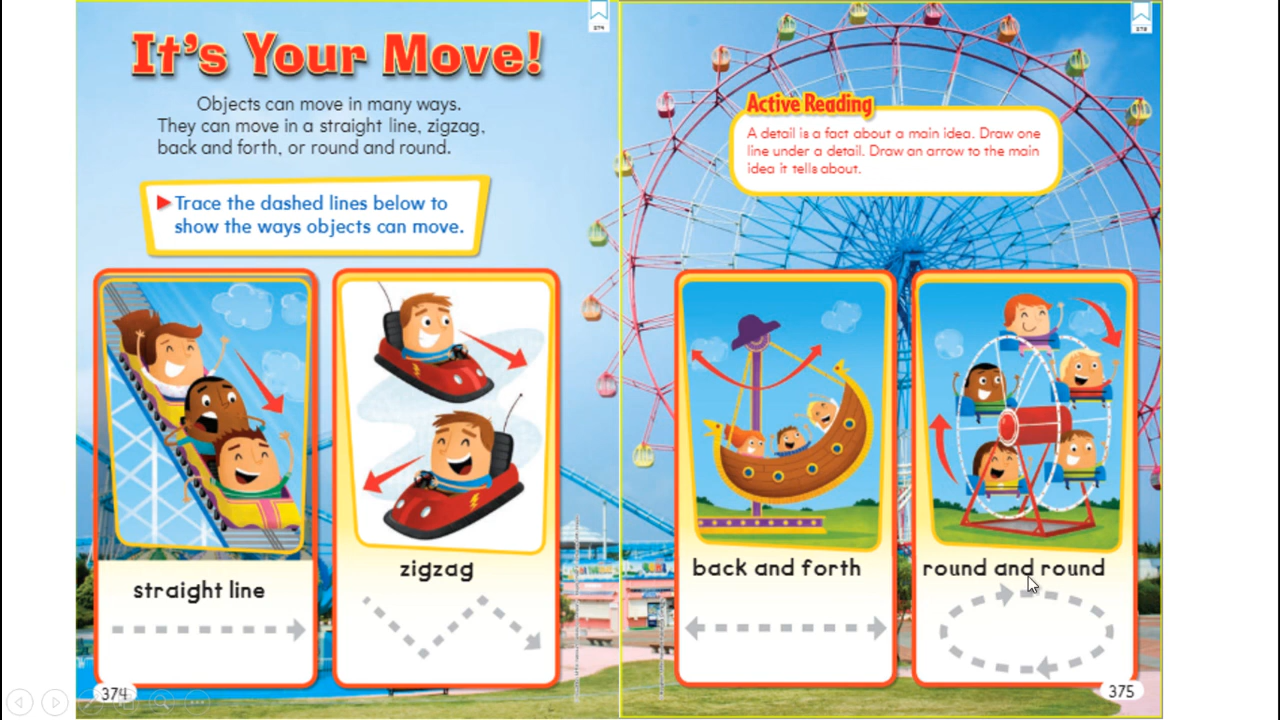 It's Your Move!
Objects can move in many ways.
They can move in a straight line, zigzag,
back and forth, or round and round.
Trace the dashed lines below to
show the ways objects can move.
straight line
zigzag
374
Active Reading
A detail is a fact about a main idea. Draw one
line under a detail. Draw an arrow to the main
idea it tells about.
back and forth
round and round
375